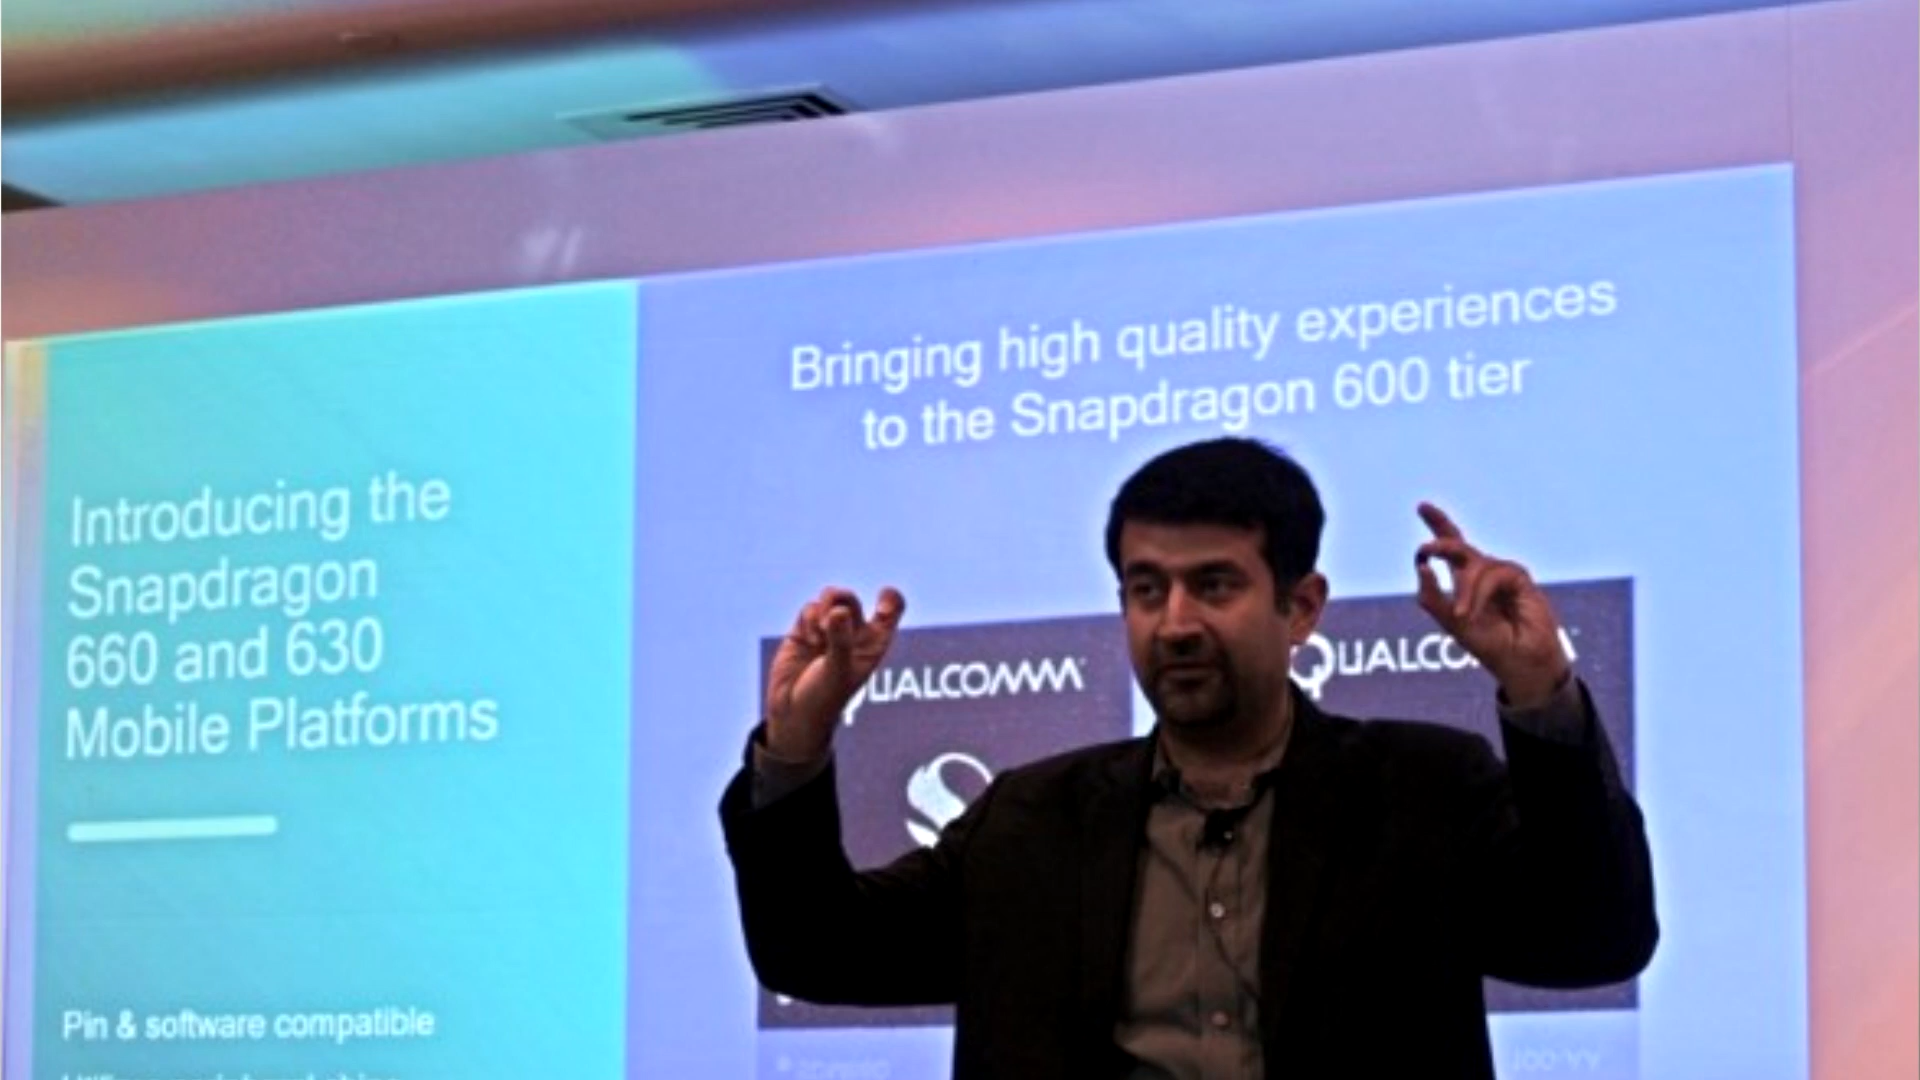 Bringing high quality experiences
to the Snapdragon 600 tier
Introducing the
Snapdragon
660 and 630
Mobile Platforms
QUALCOMM
Pin & software compatible